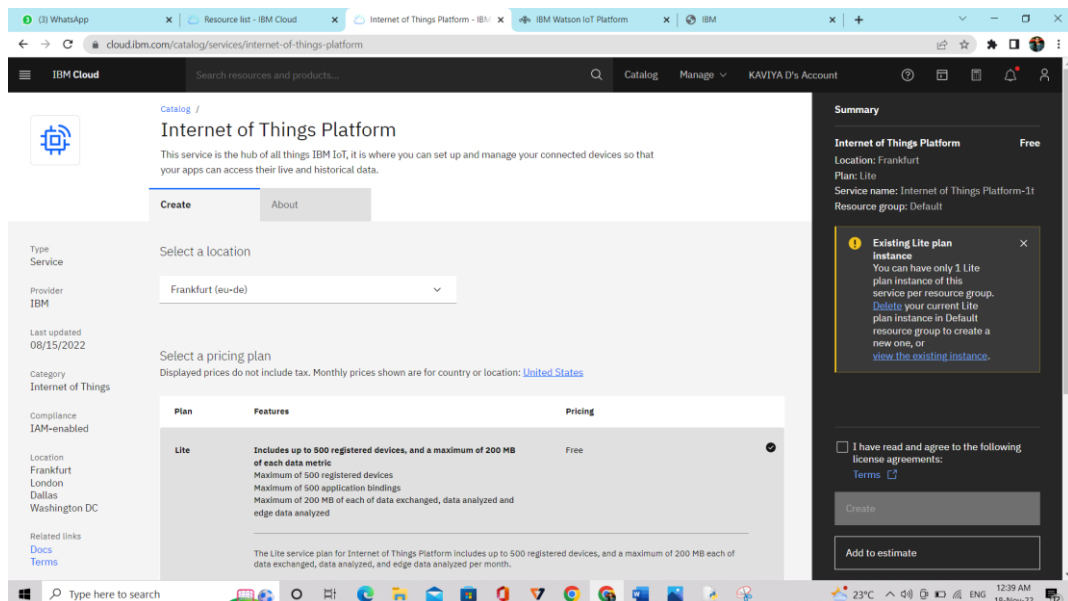 (3) WhatsApp
Resource list - IBM Cloud
Internet of Things Platform - IBM
IBM Watson IoT Platform
IBM
cloud.ibm.com/catalog/services/internet-of-things-platform
IBM Cloud
Search resources and products...
Catalog
Manage
KAVIYA D's Account
Catalog /
Internet of Things Platform
This service is the hub of all things IBM IoT, it is where you can set up and manage your connected devices so that
your apps can access their live and historical data.
Create
About
Type
Service
Provider
IBM
Last updated
08/15/2022
Category
Internet of Things
Compliance
IAM-enabled
Location
Frankfurt
London
Dallas
Washington DC
Related links
Docs
Terms
Select a location
Frankfurt (eu-de)
Select a pricing plan
Displayed prices do not include tax. Monthly prices shown are for country or location: United States
Plan Features Pricing
Lite Includes up to 500 registered devices, and a maximum of 200 MB Free
of each data metric
Maximum of 500 registered devices
Maximum of 500 application bindings
Maximum of 200 MB of each of data exchanged, data analyzed and
edge data analyzed
The Lite service plan for Internet of Things Platform includes up to 500 registered devices, and a maximum of 200 MB each of
data exchanged, data analyzed, and edge data analyzed per month.
Summary
Internet of Things Platform Free
Location: Frankfurt
Plan: Lite
Service name: Internet of Things Platform-1t
Resource group: Default
Existing Lite plan
instance
You can have only 1 Lite
plan instance of this
service per resource group.
Delete your current Lite
plan instance in Default
resource group to create a
new one, or
view the existing instance.
I have read and agree to the following
license agreements:
Terms
Create
Add to estimate
Type here to search
23°C
ENG
12:39 AM
18-Nov-22